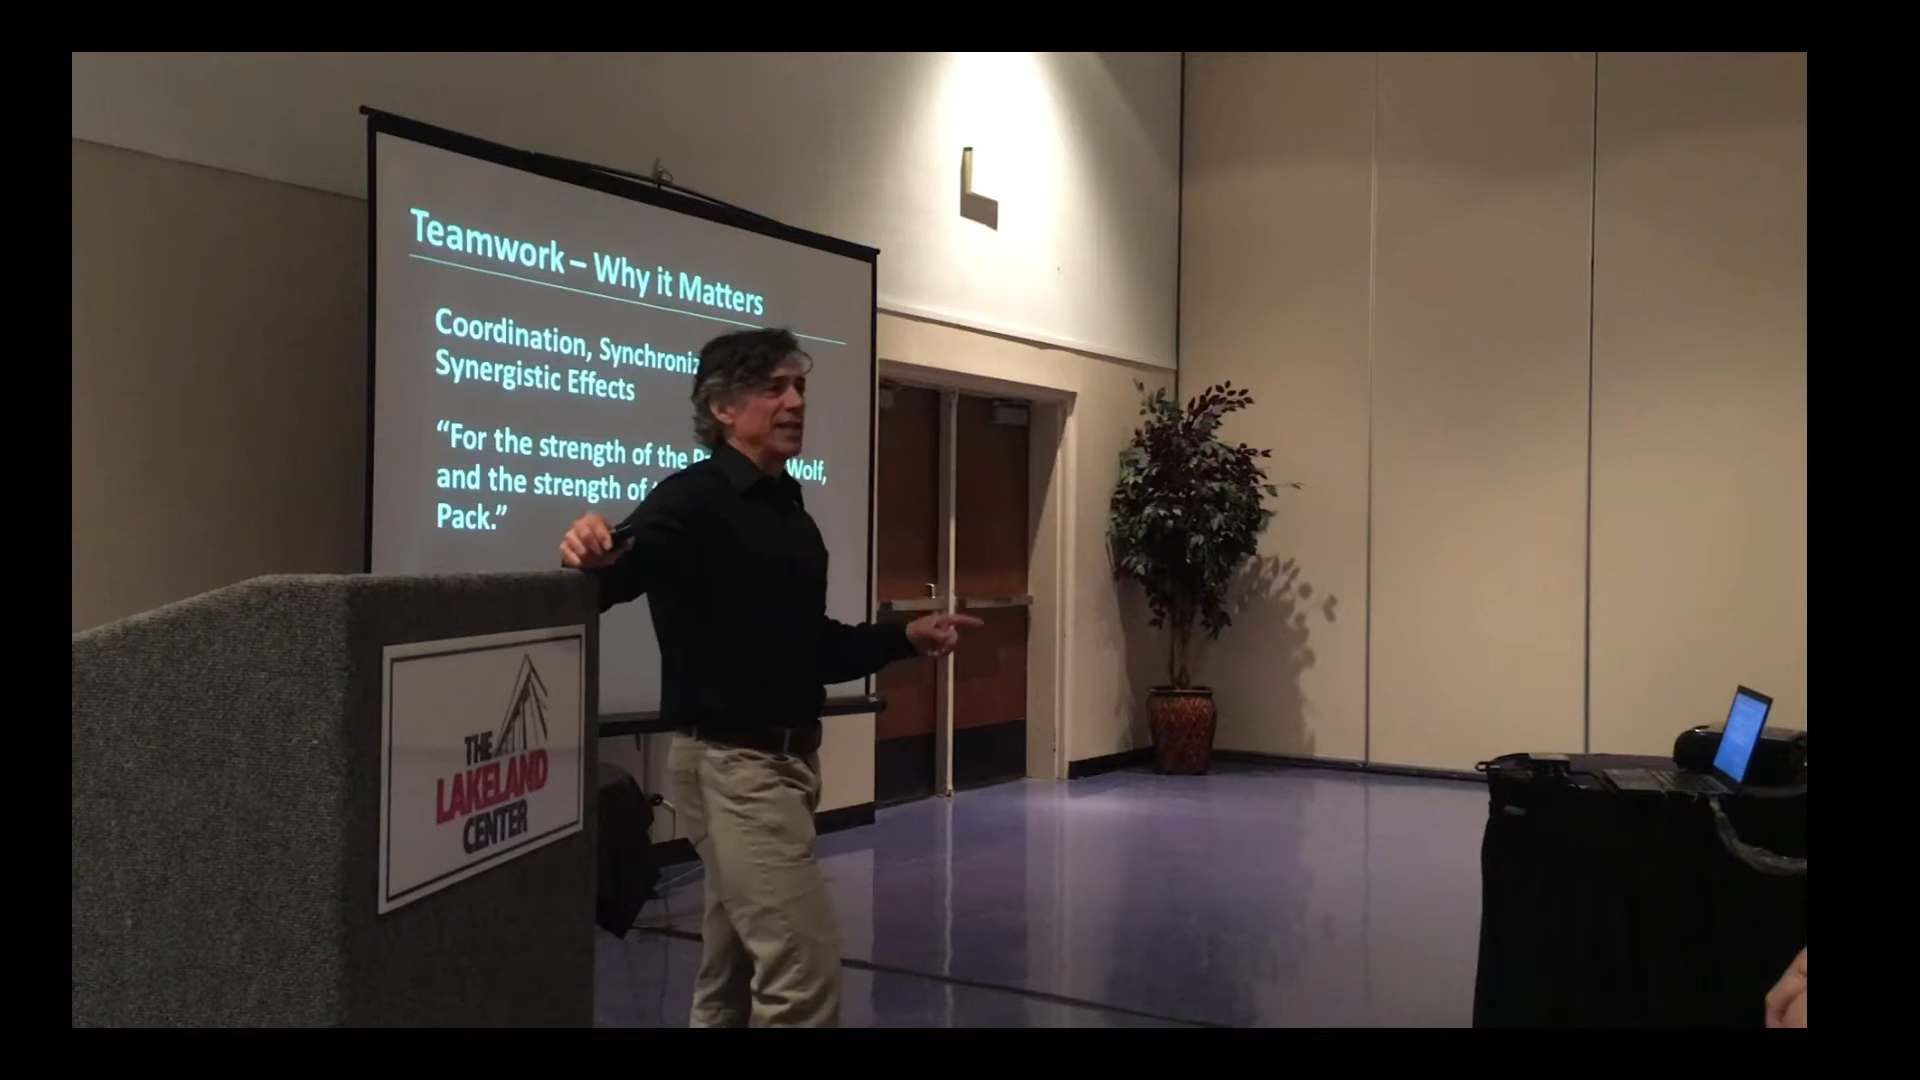 L
Teamwork – Why it Matters
Coordination, Synchroniz
Synergistic Effects
“For the strength of the Wolf,
and the strength of
Pack.”
THE
LAKELAND
CENTER